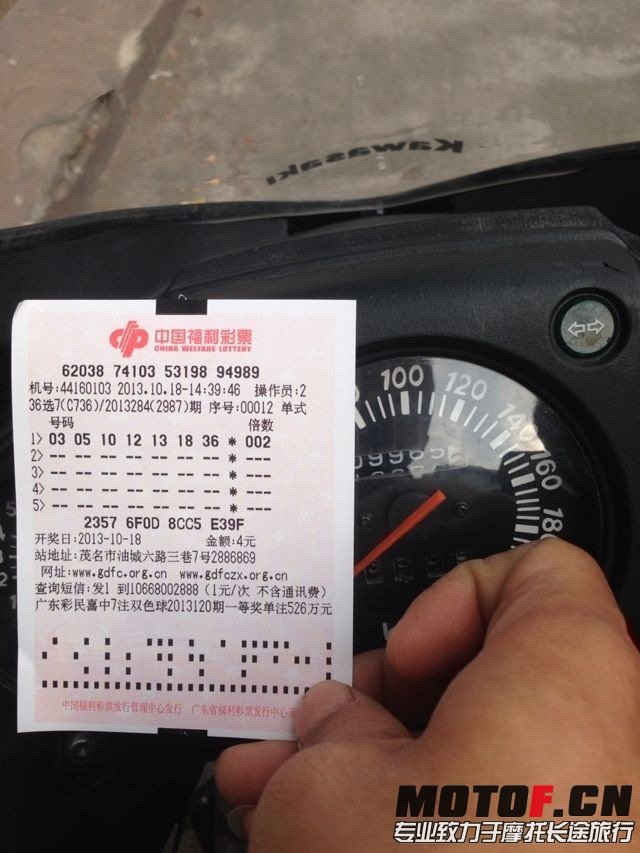 Kawasaki
中国福利彩票
CHINA WELFARE LOTTERY
62038 74103 53198 94989
机号:44160103 2013.10.18-14:39:46 操作员:2
36选7(C736)/2013284(2987)期 序号:00012 单式
号码 倍数
1> 03 05 10 12 13 18 36 * 002
2> -- -- -- -- -- -- -- * ---
3> -- -- -- -- -- -- -- * ---
4> -- -- -- -- -- -- -- * ---
5> -- -- -- -- -- -- -- * ---
2357 6F0D 8CC5 E39F
开奖日:2013-10-18 金额:4元
站地址:茂名市油城六路三巷7号2886869
网址:www.gdfc.org.cn www.gdfczx.org.cn
查询短信:发1 到10668002888 (1元/次 不含通讯费)
广东彩民喜中7注双色球2013120期一等奖单注526万元
中国福利彩票发行管理中心发行 广东省福利彩票发行中心承
100 120 140 160 180
MOTOF.CN
专业致力于摩托长途旅行